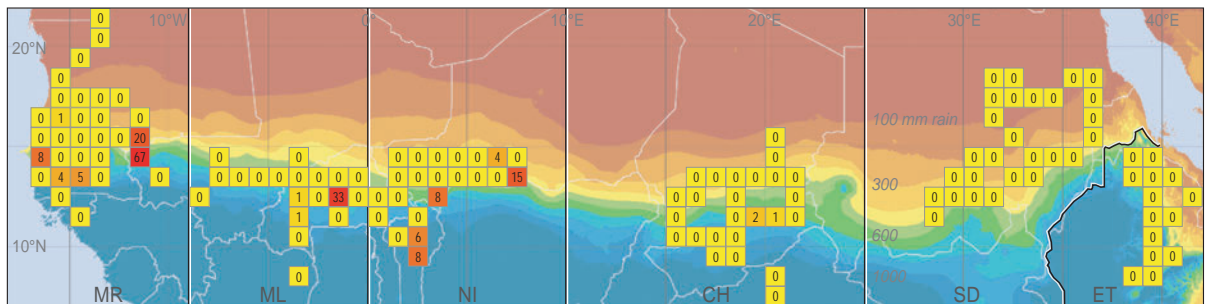 0
10°W 0° 10°E 20°E 30°E 40°E
0
20°N
0
0 0 0 0 0
0 0 0 0 0 0 0 0 0
0 1 0 0 0 0 0
100 mm rain
0 0 0 0 0 20 0 0 0
8 0 0 0 67 0 0 0 0 0 0 0 4 0 0 0 0 0 0 0 0 0
0 4 5 0 0 0 0 0 0 0 0 0 0 0 0 0 0 0 0 15 0 0 0 0 0 0 0 0 0 0 0 0
300
0 0 1 0 33 0 0 0 8 0 0 0 0 0 0 0 0 0 0
0 1 0 0 0 0 0 2 1 0 0 0 0
600
0 0 6 0 0 0 0 0
10°N
8 0 0 0 0
0 0 0 0
1000
MR ML NI CH 0 SD ET